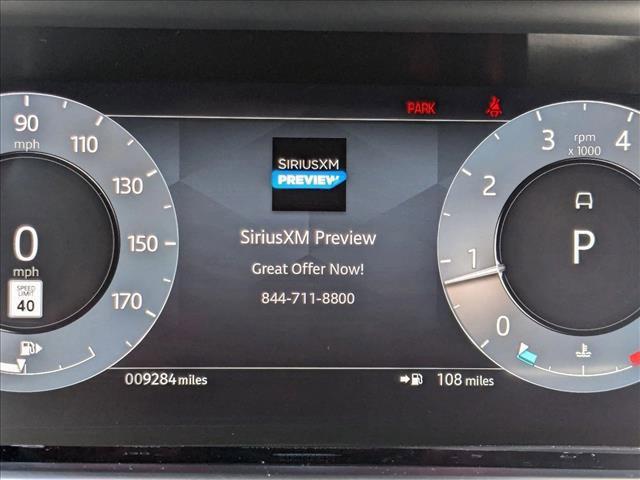 PARK
90
mph
110
130
150
170
0
mph
SPEED
LIMIT
40
SIRIUSXM
PREVIEW
SiriusXM Preview
Great Offer Now!
844-711-8800
3
rpm
x 1000
4
2
1
0
P
009284 miles
108 miles